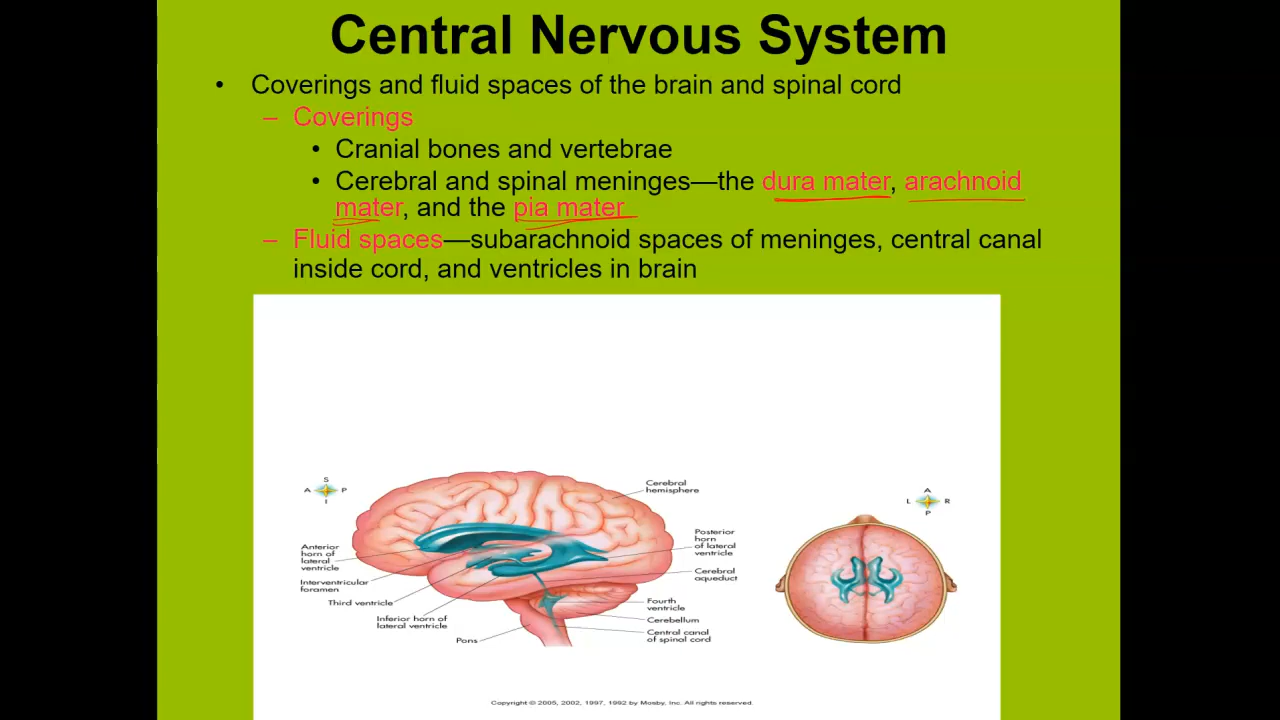 Central Nervous System
• Coverings and fluid spaces of the brain and spinal cord
– Coverings
• Cranial bones and vertebrae
• Cerebral and spinal meninges—the dura mater, arachnoid
mater, and the pia mater
– Fluid spaces—subarachnoid spaces of meninges, central canal
inside cord, and ventricles in brain
S
A P
I
Cerebral
hemisphere
Anterior
horn of
lateral
ventricle
Interventricular
foramen
Third ventricle
Inferior horn of
lateral ventricle
Pons
Posterior
horn
of lateral
ventricle
Cerebral
aqueduct
Fourth
ventricle
Cerebellum
Central canal
of spinal cord
A
L R
P
Copyright © 2005, 2002, 1997, 1992 by Mosby, Inc. All rights reserved.